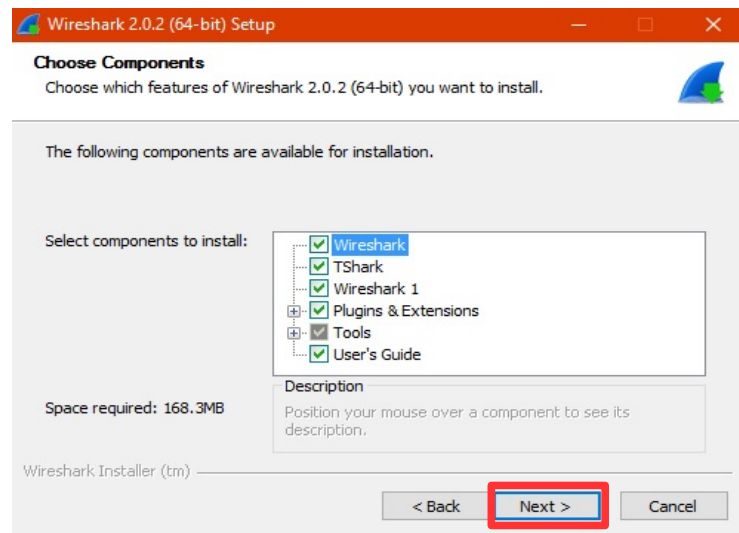 Wireshark 2.0.2 (64-bit) Setup
Choose Components
Choose which features of Wireshark 2.0.2 (64-bit) you want to install.
The following components are available for installation.
Select components to install:
Wireshark
TShark
Wireshark 1
Plugins & Extensions
Tools
User's Guide
Space required: 168.3MB
Description
Position your mouse over a component to see its
description.
Wireshark Installer (tm)
< Back
Next >
Cancel